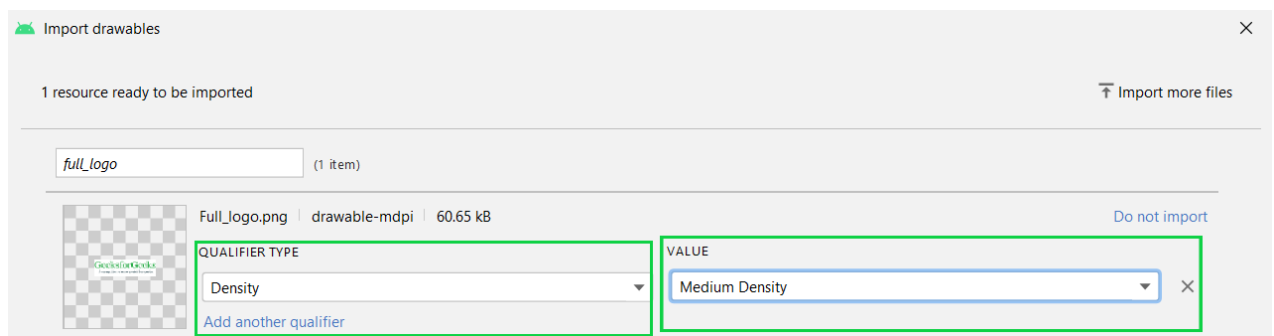 Import drawables
1 resource ready to be imported
Import more files
full_logo
(1 item)
Full_logo.png drawable-mdpi 60.65 kB
Do not import
GeeksforGeeks
QUALIFIER TYPE
VALUE
Density
Medium Density
Add another qualifier